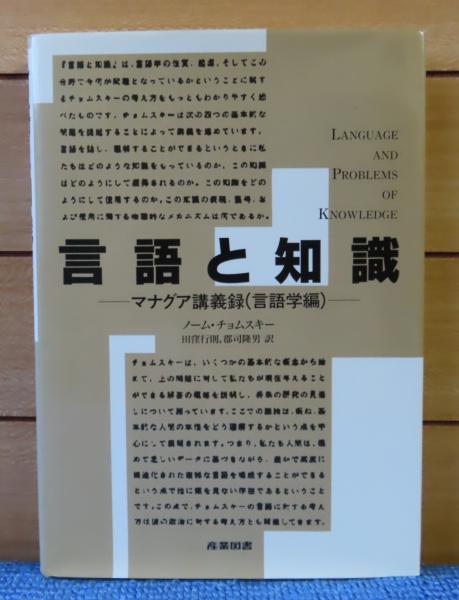 『言語と知識』は、言語学の性質、起源、そしてこの
分野で今何が問題となっているかということに関す
るチョムスキーの考え方をもっともわかりやすく述
べたものです。チョムスキーは次の四つの基本的な
問題を提起することによって講義を進めています。
言語を話し、理解することができるというときに私
たちはどのような知識をもっているのか。この知識
はどのようにして獲得されるのか。この知識をどの
ようにして使用するのか。この知識の表現、獲得、お
よび使用に関する物理的なメカニズムは何であるか。
LANGUAGE
AND
PROBLEMS
OF
KNOWLEDGE
言語と知識
マナグア講義録(言語学編)
ノーム・チョムスキー
田窪行則, 郡司隆男 訳
チョムスキーは、いくつかの基本的な概念から始
めて、上の問題に対して私たちが現在考えること
ができる解答の概略を説明し、将来の研究の見通
しについて語っています。ここでの議論は、概ね、基
本的な人間の本性をどう理解するかという点を中
心にして展開されます。つまり、私たち人間は、極
めて乏しいデータに基づきながら、豊かで高度に
構造化された複雑な言語を構成することができる
という点で他に類を見ない存在であるということ
です。この点で、チョムスキーの言語に対する考え
方は彼の政治に対する考え方とも関連してきます。
産業図書